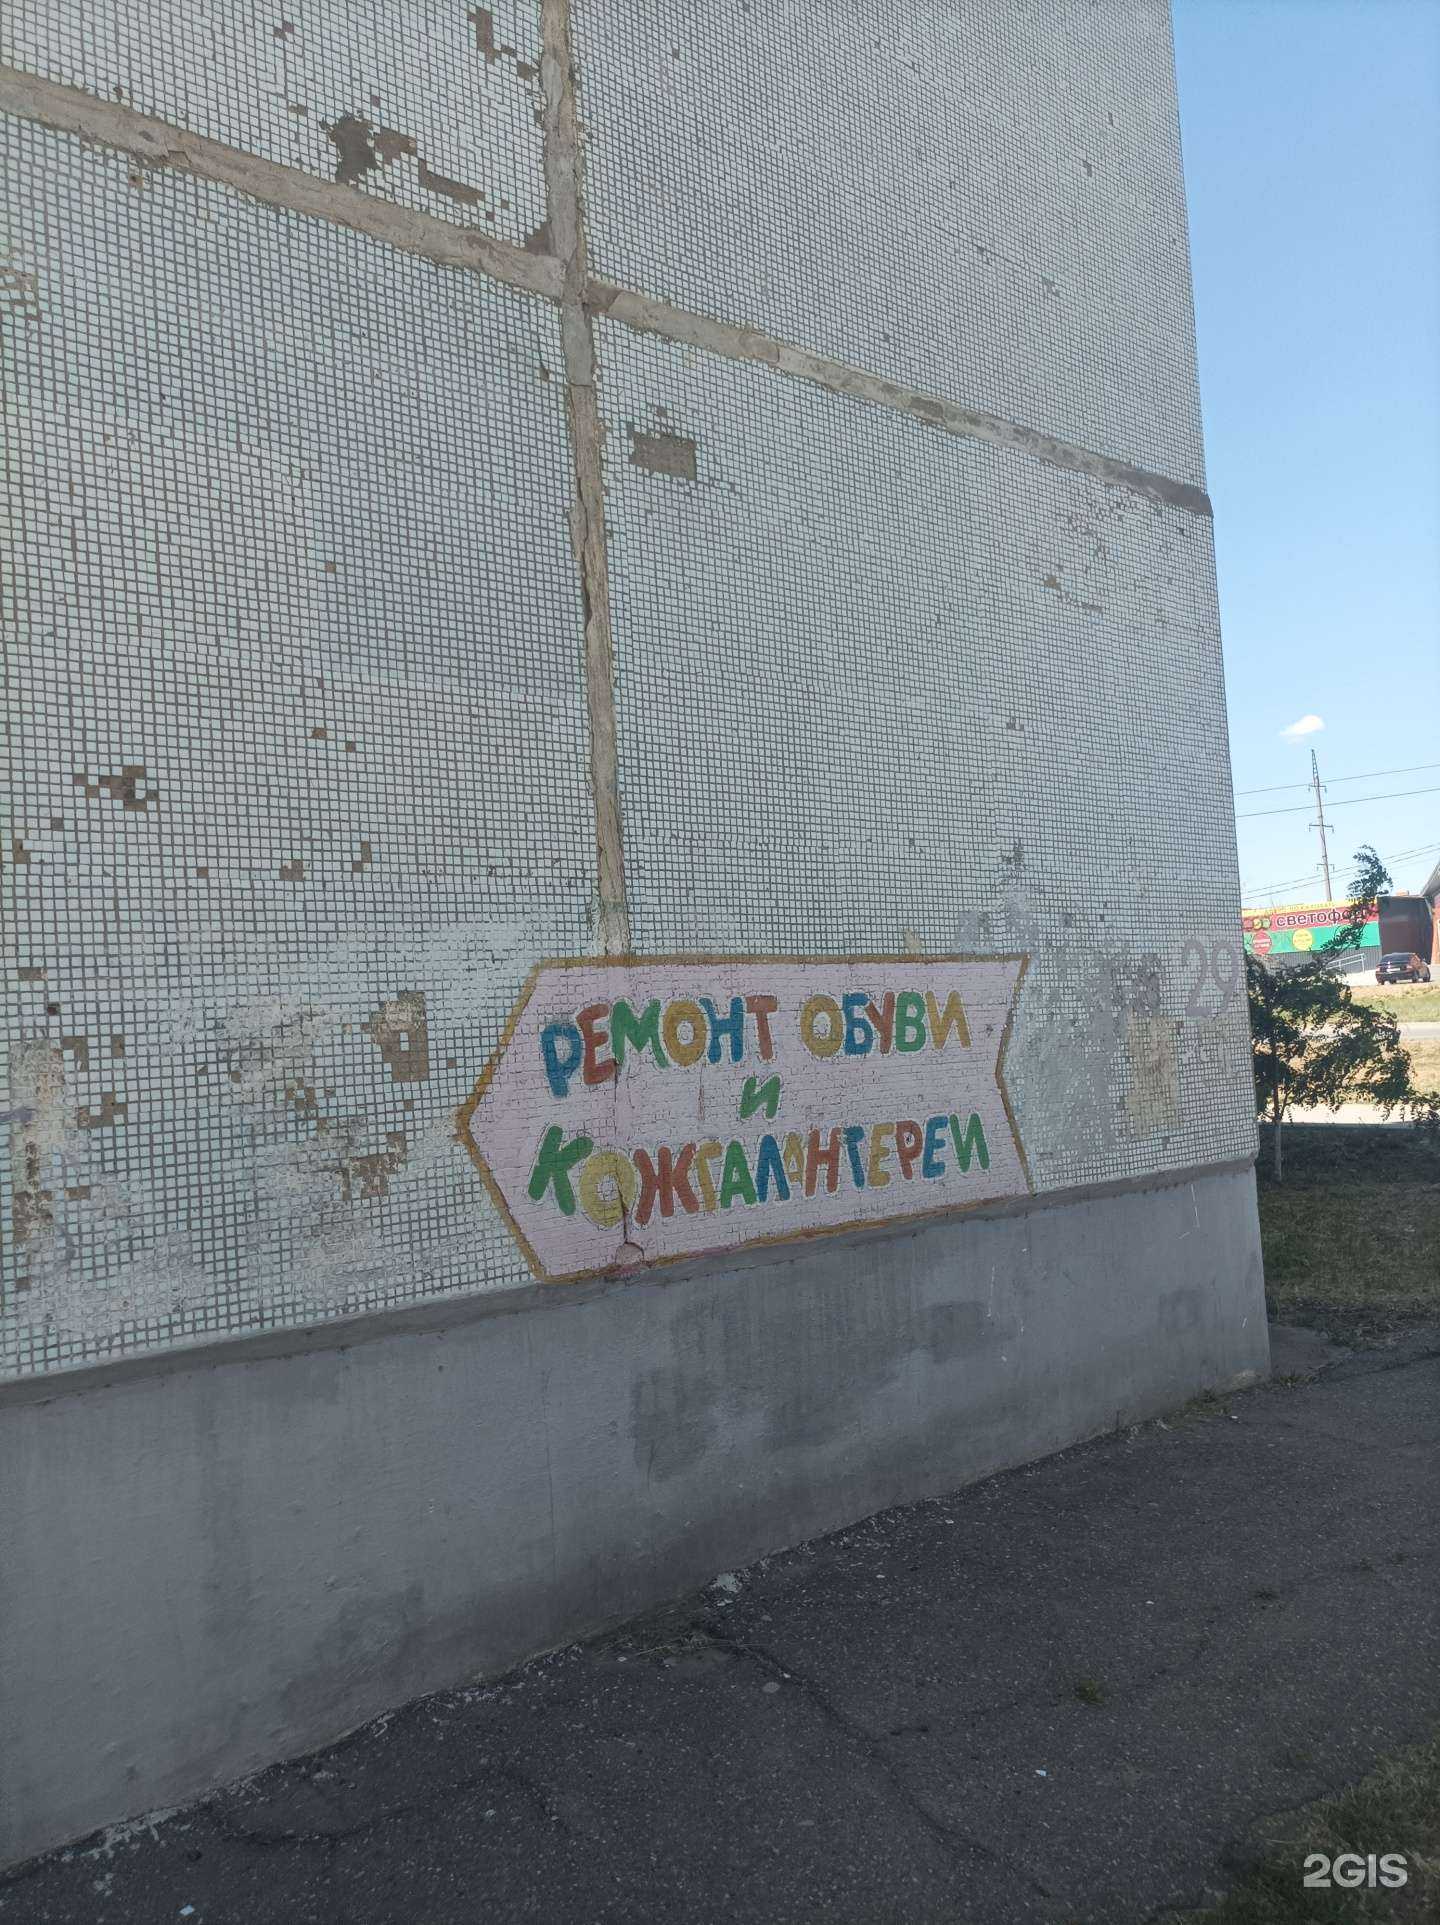 РЕМОНТ ОБУВИ
И
КОЖГАЛАНТЕРЕИ
29
светофор
2GIS